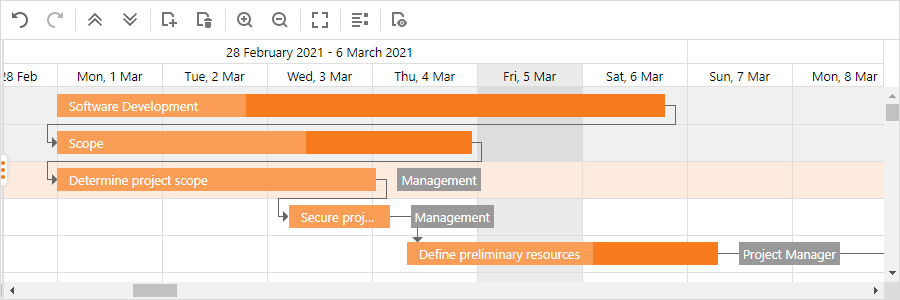 28 February 2021 - 6 March 2021
28 Feb
Mon, 1 Mar
Tue, 2 Mar
Wed, 3 Mar
Thu, 4 Mar
Fri, 5 Mar
Sat, 6 Mar
Sun, 7 Mar
Mon, 8 Mar
Software Development
Scope
Determine project scope
Management
Secure proj...
Management
Define preliminary resources
Project Manager